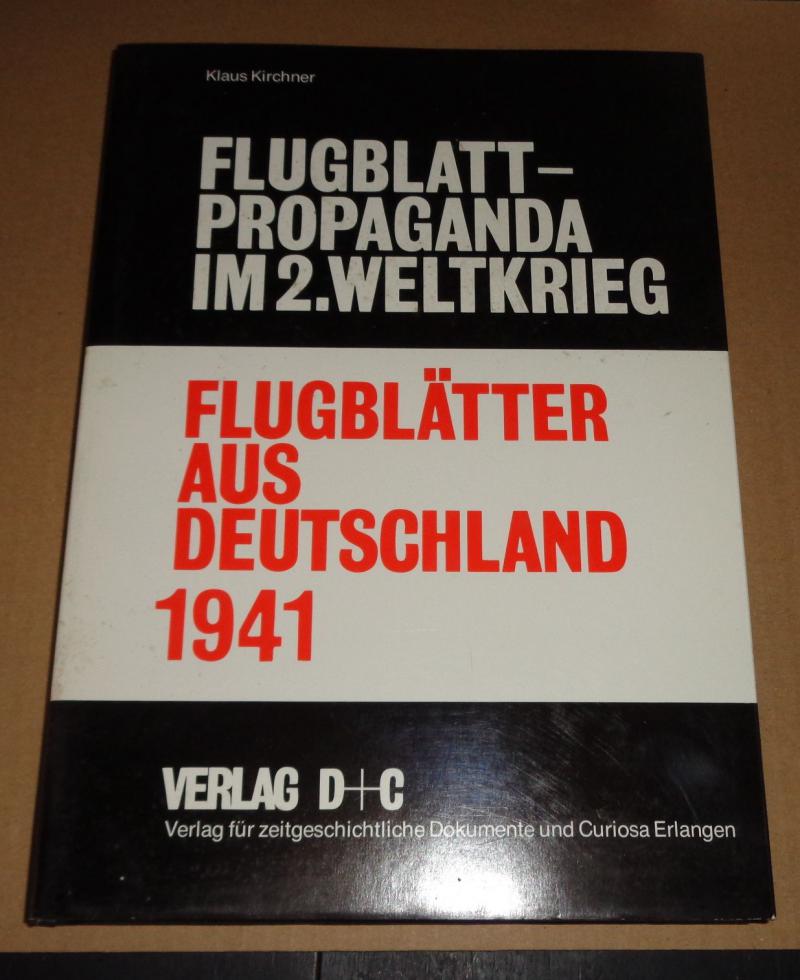 Klaus Kirchner
FLUGBLATT–
PROPAGANDA
IM 2. WELTKRIEG
FLUGBLÄTTER
AUS
DEUTSCHLAND
1941
VERLAG D+C
Verlag für zeitgeschichtliche Dokumente und Curiosa Erlangen